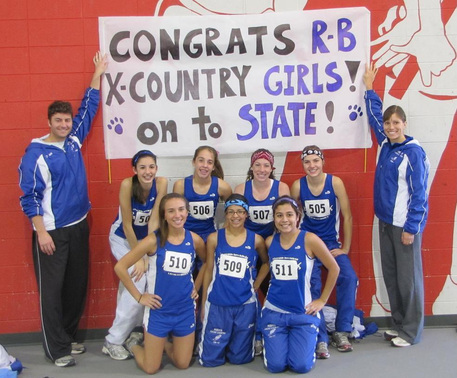 CONGRATS R-B
X-COUNTRY GIRLS!
on to STATE!
506
507
505
510
509
511